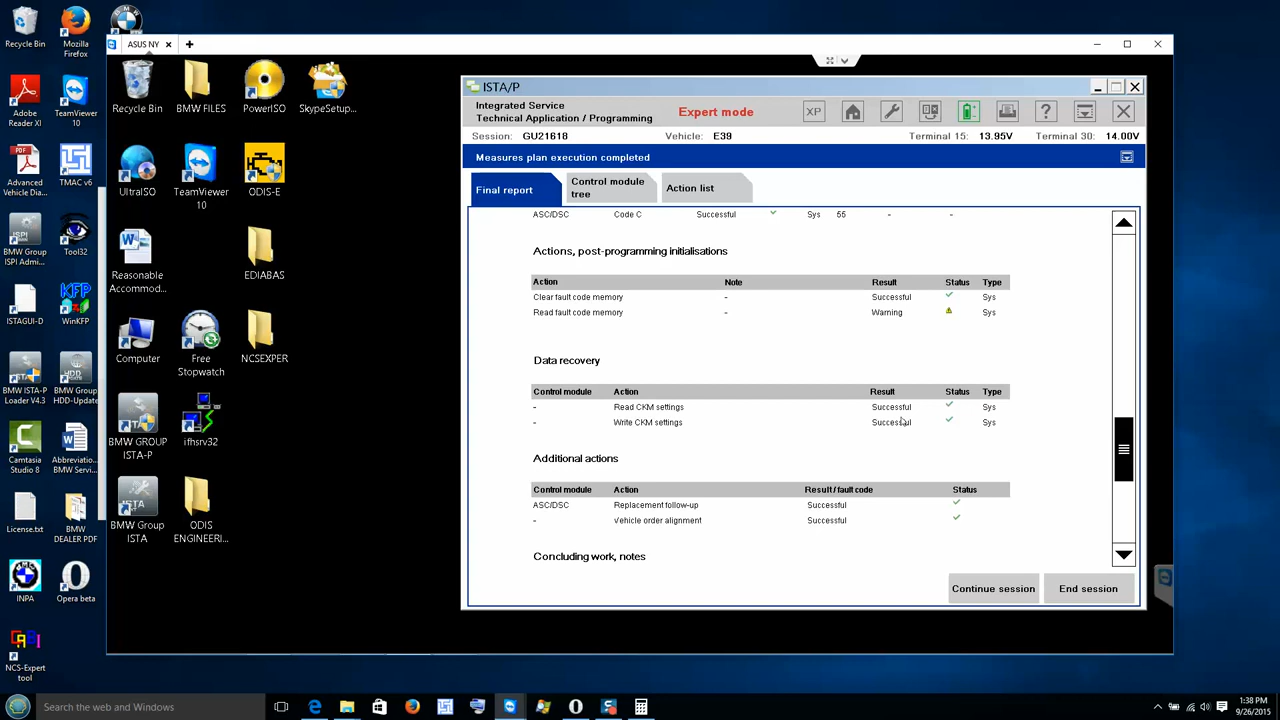 ASUS NY
Recycle Bin
Mozilla
Firefox
Recycle Bin
BMW FILES
PowerISO
SkypeSetup...
Adobe
Reader XI
TeamViewer
10
UltraISO
TeamViewer
10
ODIS-E
Advanced
Vehicle Dia...
TMAC v6
BMW Group
ISPI Admi...
Tool32
Reasonable
Accommod...
EDIABAS
ISTAGUI-D
WinKFP
Computer
Free
Stopwatch
NCSEXPER
BMW ISTA-P
Loader V4.3
BMW Group
HDD-Update
BMW GROUP
ISTA-P
ifhsrv32
Camtasia
Studio 8
Abbreviatio...
BMW Servi...
BMW Group
ISTA
ODIS
ENGINEERI...
License.txt
BMW
DEALER PDF
INPA
Opera beta
NCS-Expert
tool
ISTA/P
Integrated Service
Technical Application / Programming
Expert mode
XP
Session: GU21618 Vehicle: E39 Terminal 15: 13.95V Terminal 30: 14.00V
Measures plan execution completed
Final report
Control module
tree
Action list
ASC/DSC Code C Successful Sys 55 - -
Actions, post-programming initialisations
Action Note Result Status Type
Clear fault code memory - Successful Sys
Read fault code memory - Warning Sys
Data recovery
Control module Action Result Status Type
- Read CKM settings Successful Sys
- Write CKM settings Successful Sys
Additional actions
Control module Action Result / fault code Status
ASC/DSC Replacement follow-up Successful
- Vehicle order alignment Successful
Concluding work, notes
Continue session
End session
Search the web and Windows
1:38 PM
9/26/2015